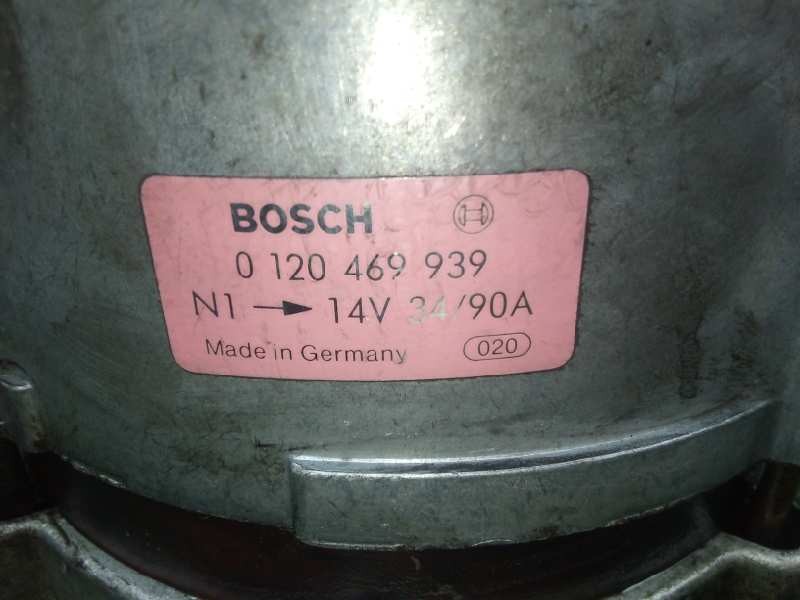 BOSCH
0 120 469 939
N1 → 14V 34/90A
Made in Germany 020